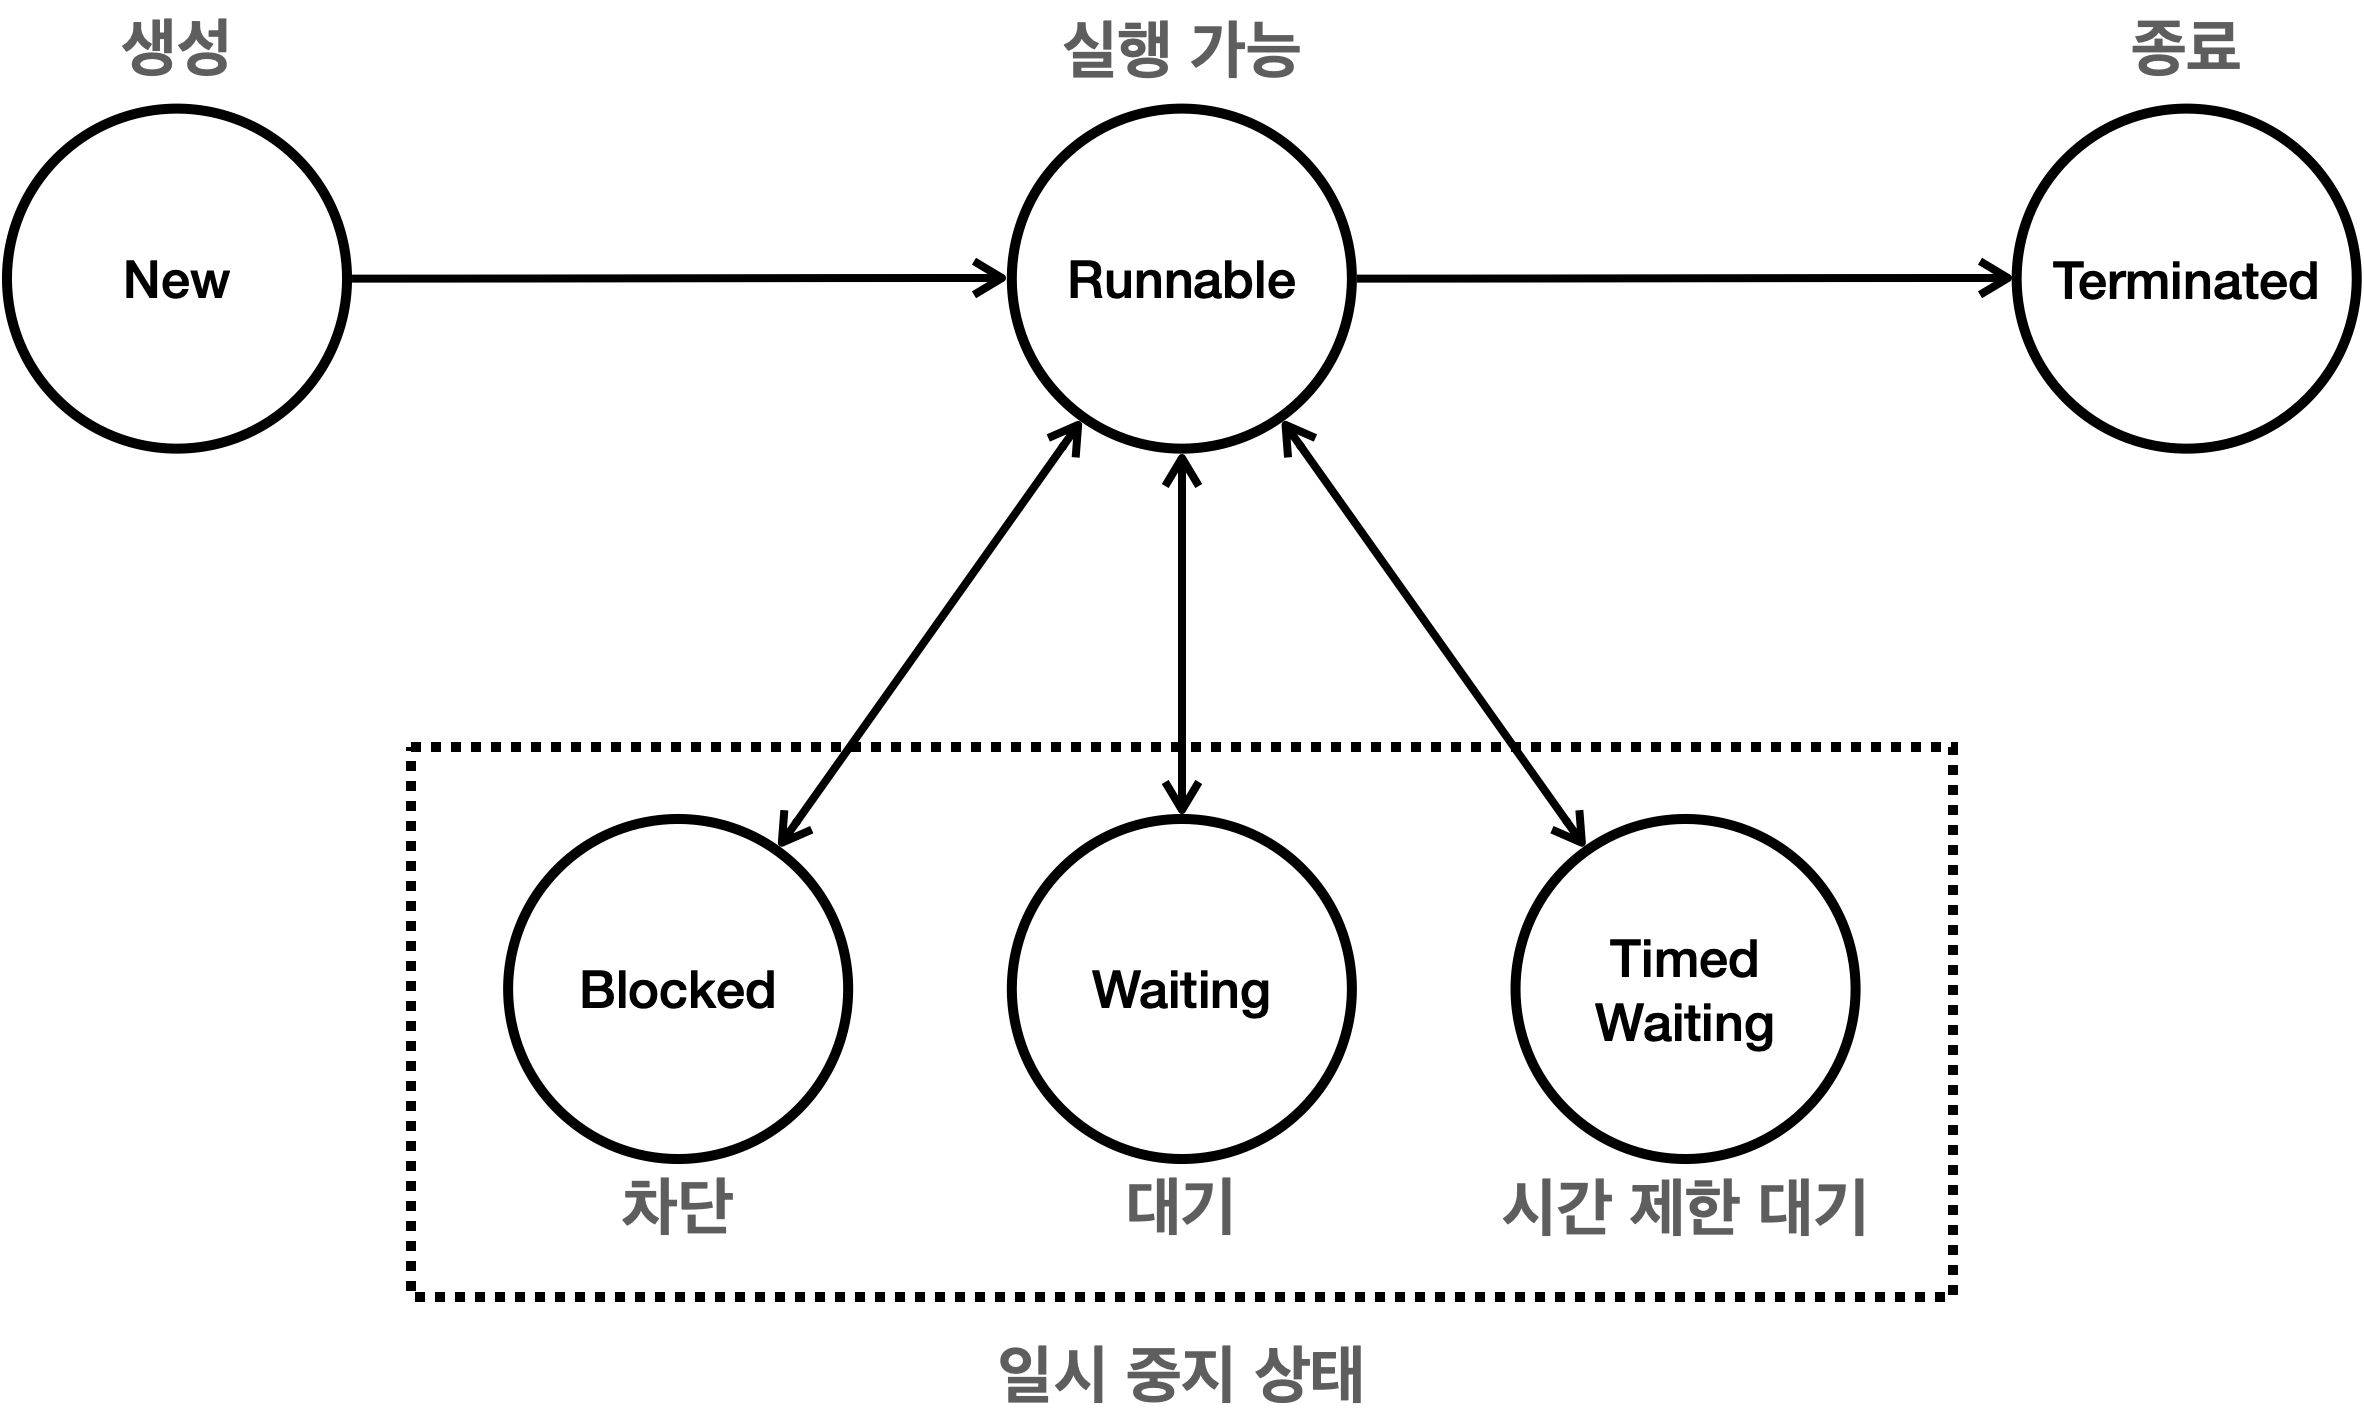 생성
실행 가능
종료
New
Runnable
Terminated
Blocked
Waiting
Timed
Waiting
차단
대기
시간 제한 대기
일시 중지 상태